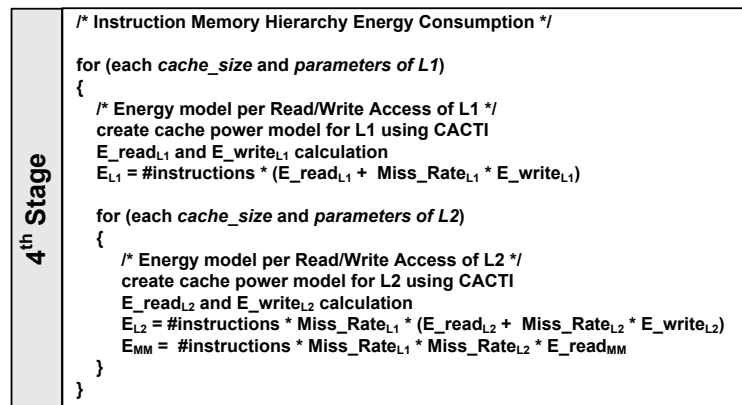 4th Stage
/* Instruction Memory Hierarchy Energy Consumption */
for (each cache_size and parameters of L1)
{
/* Energy model per Read/Write Access of L1 */
create cache power model for L1 using CACTI
E_readL1 and E_writeL1 calculation
EL1 = #instructions * (E_readL1 + Miss_RateL1 * E_writeL1)
for (each cache_size and parameters of L2)
{
/* Energy model per Read/Write Access of L2 */
create cache power model for L2 using CACTI
E_readL2 and E_writeL2 calculation
EL2 = #instructions * Miss_RateL1 * (E_readL2 + Miss_RateL2 * E_writeL2)
EMM = #instructions * Miss_RateL1 * Miss_RateL2 * E_readMM
}
}